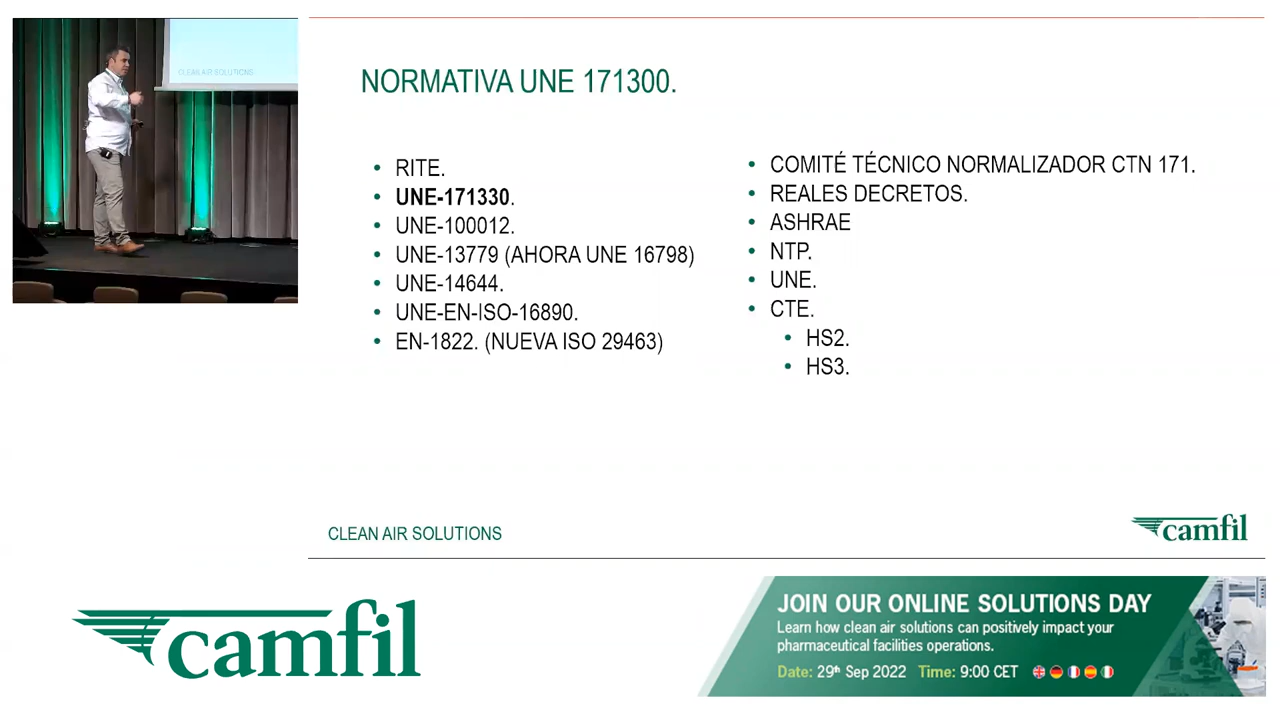 CLEAN AIR SOLUTIONS
NORMATIVA UNE 171300.
• RITE.
• UNE-171330.
• UNE-100012.
• UNE-13779 (AHORA UNE 16798)
• UNE-14644.
• UNE-EN-ISO-16890.
• EN-1822. (NUEVA ISO 29463)
• COMITÉ TÉCNICO NORMALIZADOR CTN 171.
• REALES DECRETOS.
• ASHRAE
• NTP.
• UNE.
• CTE.
• HS2.
• HS3.
CLEAN AIR SOLUTIONS
camfil
camfil
JOIN OUR ONLINE SOLUTIONS DAY
Learn how clean air solutions can positively impact your
pharmaceutical facilities operations.
Date: 29th Sep 2022 Time: 9:00 CET